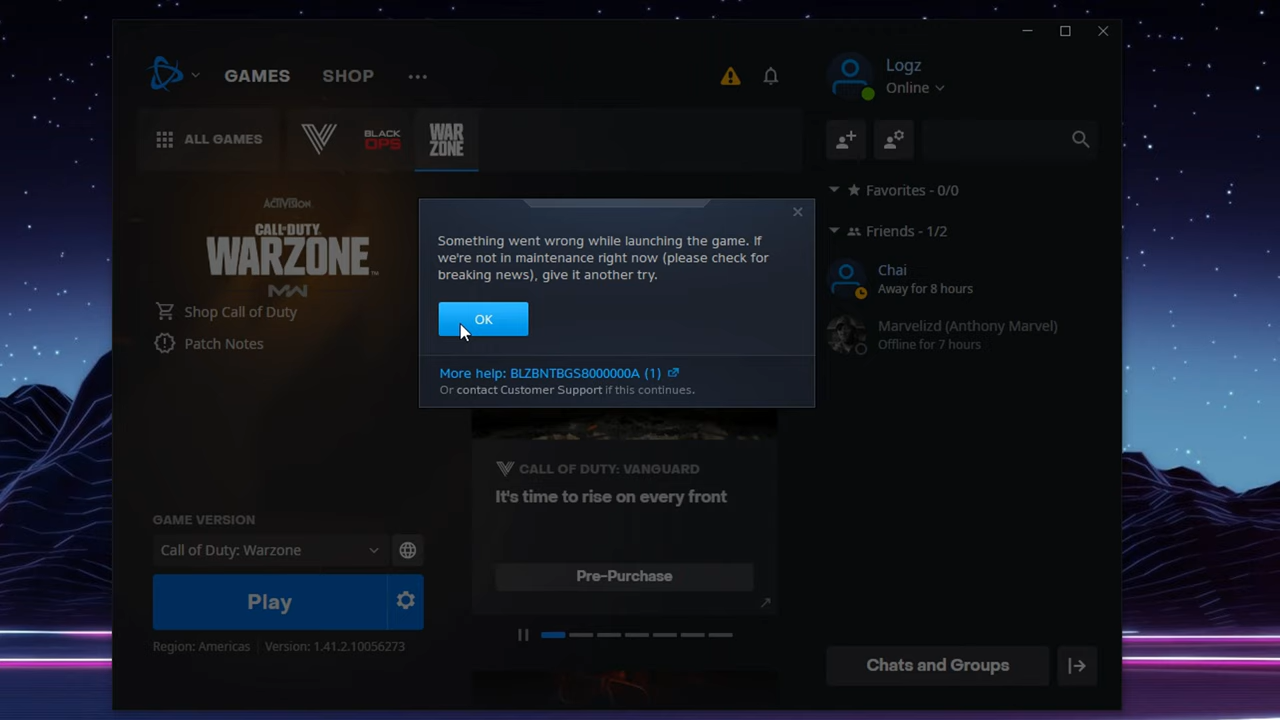 GAMES
SHOP
Logz
Online
ALL GAMES
BLACK
OPS
WAR
ZONE
ACTIVISION
CALL OF DUTY
WARZONE
MW
Shop Call of Duty
Patch Notes
Something went wrong while launching the game. If
we're not in maintenance right now (please check for
breaking news), give it another try.
OK
More help: BLZBNTBGS8000000A (1)
Or contact Customer Support if this continues.
Favorites - 0/0
Friends - 1/2
Chai
Away for 8 hours
Marvelizd (Anthony Marvel)
Offline for 7 hours
CALL OF DUTY: VANGUARD
It's time to rise on every front
Pre-Purchase
GAME VERSION
Call of Duty: Warzone
Play
Region: Americas
Version: 1.41.2.10056273
Chats and Groups